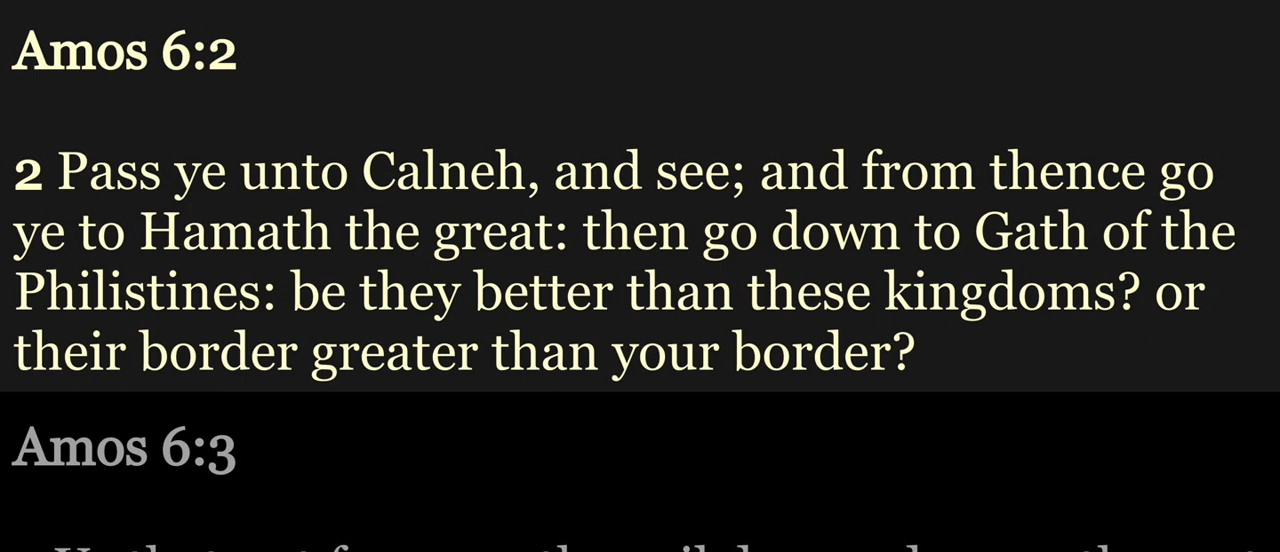 Amos 6:2
2 Pass ye unto Calneh, and see; and from thence go
ye to Hamath the great: then go down to Gath of the
Philistines: be they better than these kingdoms? or
their border greater than your border?
Amos 6:3